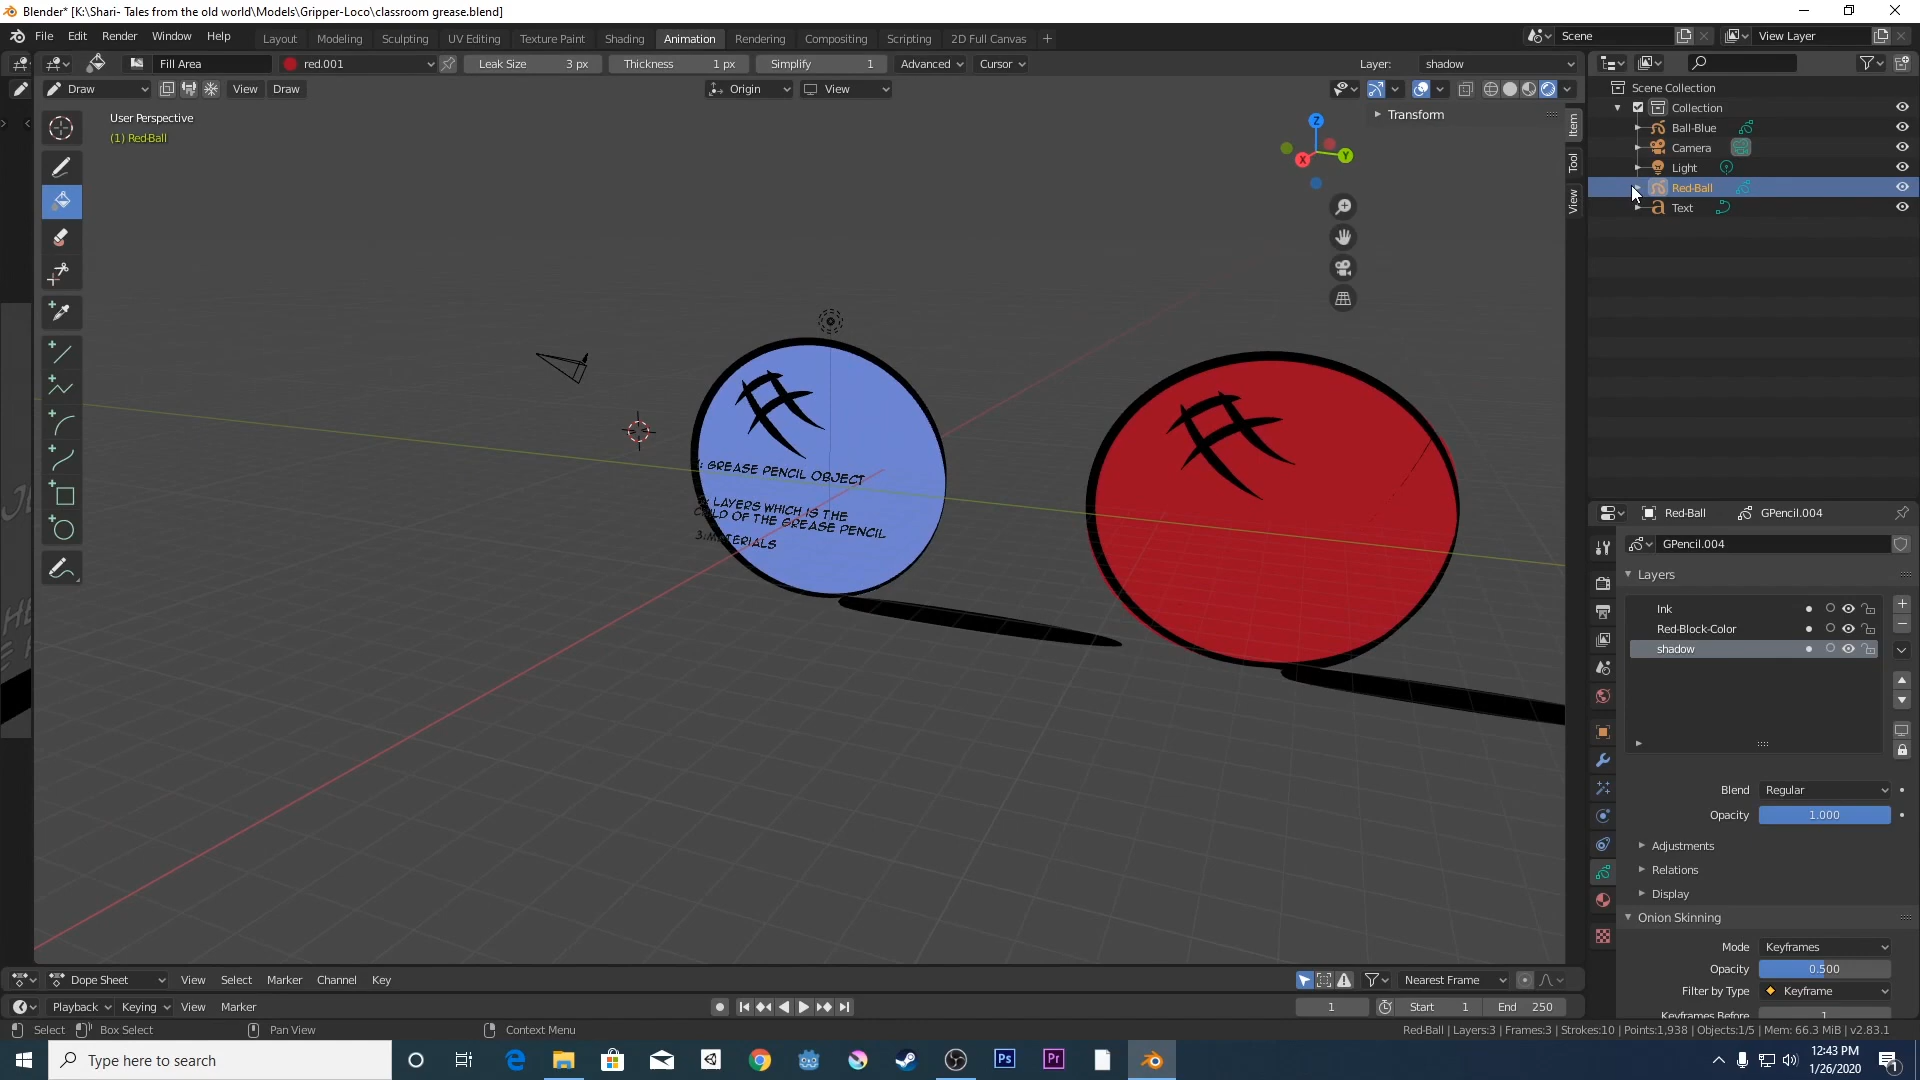 Blender* [K:\Shari- Tales from the old world\Models\Gripper-Loco\classroom grease.blend]
File Edit Render Window Help Layout Modeling Sculpting UV Editing Texture Paint Shading Animation Rendering Compositing Scripting 2D Full Canvas + Scene View Layer
Fill Area red.001 Leak Size 3 px Thickness 1 px Simplify 1 Advanced Cursor Layer: shadow
Draw View Draw Origin View
Scene Collection
Collection
Ball-Blue
Camera
Light
Red-Ball
Text
User Perspective
(1) Red-Ball
Transform
Item
Tool
View
Z
X
Y
1: GREASE PENCIL OBJECT
LAYERS WHICH IS THE
OF THE GREASE PENCIL
3:MATERIALS
Red-Ball GPencil.004
GPencil.004
Layers
Ink
Red-Block-Color
shadow
Blend Regular
Opacity 1.000
Adjustments
Relations
Display
Onion Skinning
Mode Keyframes
Opacity 0.500
Filter by Type Keyframe
Keyframes Before 1
Dope Sheet View Select Marker Channel Key Nearest Frame
Playback Keying View Marker 1 Start 1 End 250
Select Box Select Pan View Context Menu Red-Ball | Layers:3 | Frames:3 | Strokes:10 | Points:1,938 | Objects:1/5 | Mem: 66.3 MiB | v2.83.1
Type here to search Ps Pr 12:43 PM
1/26/2020 1